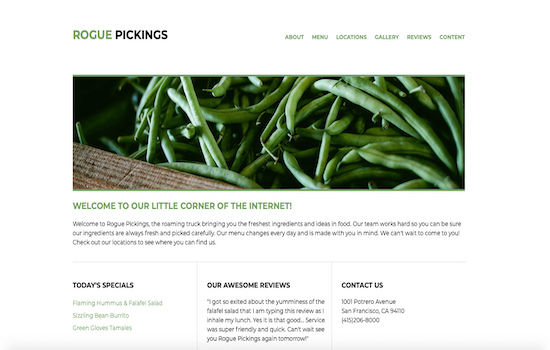 ROGUE PICKINGS
ABOUT MENU LOCATIONS GALLERY REVIEWS CONTENT
WELCOME TO OUR LITTLE CORNER OF THE INTERNET!
Welcome to Rogue Pickings, the roaming truck bringing you the freshest ingredients and ideas in food. Our team works hard so you can be sure
our ingredients are always fresh and picked carefully. Our menu changes every day and is made with you in mind. We can't wait to come to you!
Check out our locations to see where you can find us.
TODAY'S SPECIALS
Flaming Hummus & Falafel Salad
Sizzling Bean Burrito
Green Gloves Tamales
OUR AWESOME REVIEWS
"I got so exited about the yumminess of the
falafel salad that I am typing this review as I
inhale my lunch. Yes it is that good... Service
was super friendly and quick. Can't wait see
you Rogue Pickings again tomorrow!"
CONTACT US
1001 Potrero Avenue
San Francisco, CA 94110
(415)206-8000